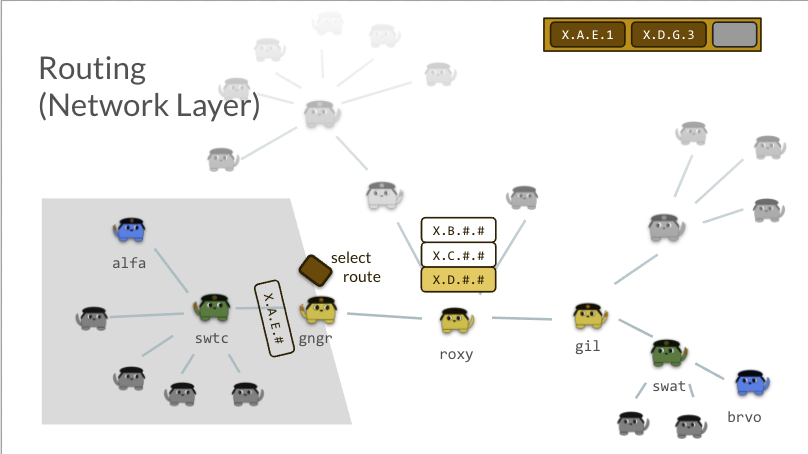 Routing
(Network Layer)
X.A.E.1 X.D.G.3
X.B.#.#
X.C.#.#
X.D.#.#
select
route
alfa
X.A.E.#
swtc
gngr
roxy
gil
swat
brvo